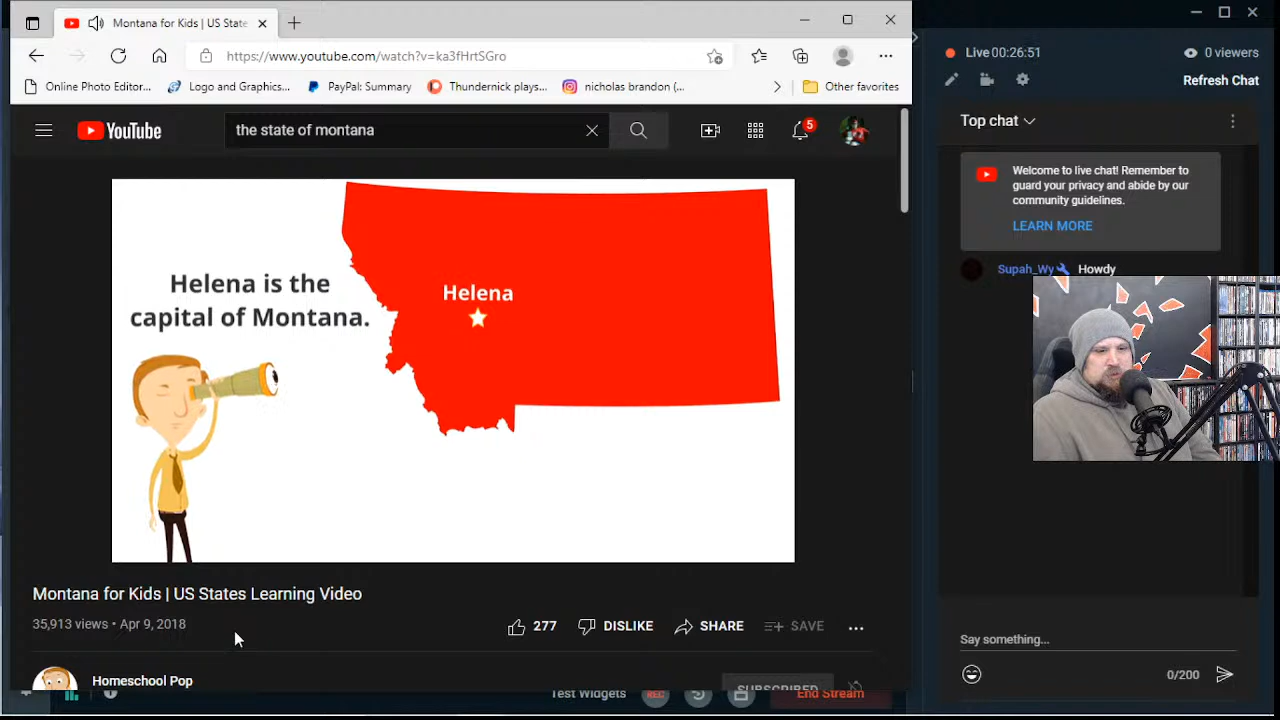 Montana for Kids | US State
https://www.youtube.com/watch?v=ka3fHrtSGro
Online Photo Editor...
Logo and Graphics...
PayPal: Summary
Thundernick plays...
nicholas brandon (...
Other favorites
YouTube
the state of montana
5
Helena is the
capital of Montana.
Helena
Montana for Kids | US States Learning Video
35,913 views • Apr 9, 2018
277
DISLIKE
SHARE
SAVE
Homeschool Pop
SUBSCRIBED
Test Widgets
REC
End Stream
Live 00:26:51
0 viewers
Refresh Chat
Top chat
Welcome to live chat! Remember to
guard your privacy and abide by our
community guidelines.
LEARN MORE
Supah_Wy Howdy
Say something...
0/200